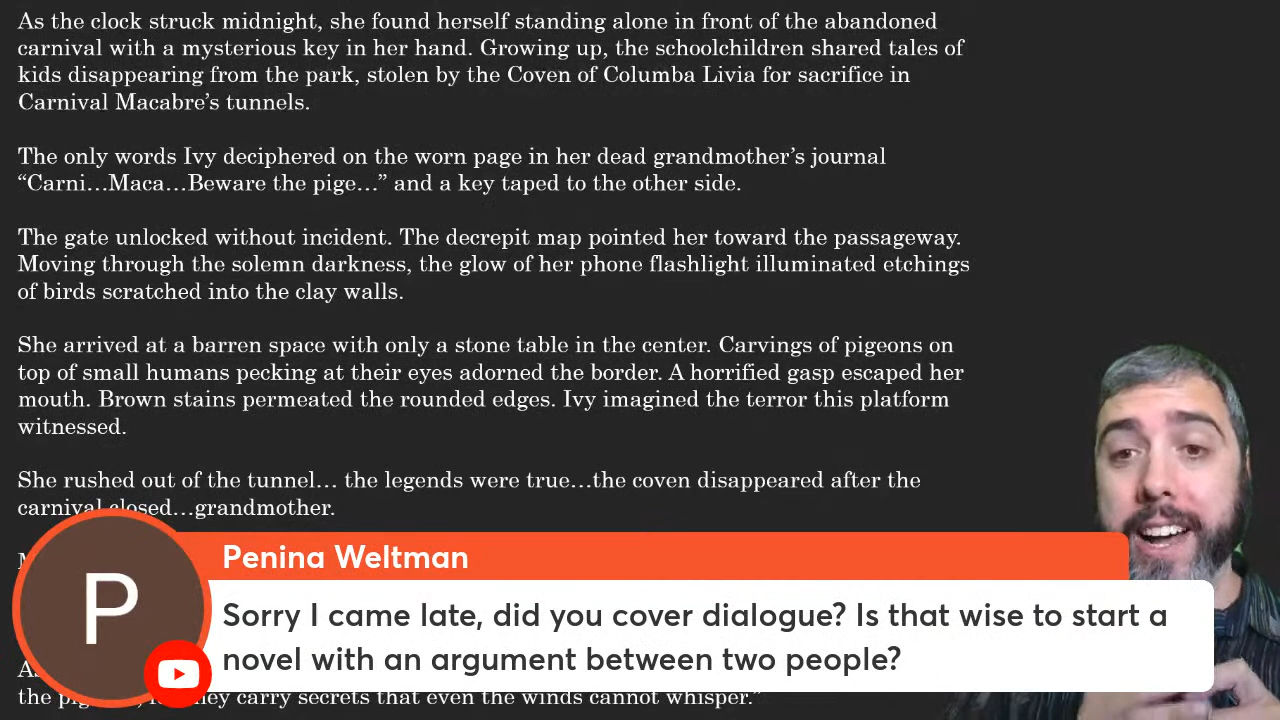 As the clock struck midnight, she found herself standing alone in front of the abandoned
carnival with a mysterious key in her hand. Growing up, the schoolchildren shared tales of
kids disappearing from the park, stolen by the Coven of Columba Livia for sacrifice in
Carnival Macabre’s tunnels.
The only words Ivy deciphered on the worn page in her dead grandmother’s journal
“Carni…Maca…Beware the pige…” and a key taped to the other side.
The gate unlocked without incident. The decrepit map pointed her toward the passageway.
Moving through the solemn darkness, the glow of her phone flashlight illuminated etchings
of birds scratched into the clay walls.
She arrived at a barren space with only a stone table in the center. Carvings of pigeons on
top of small humans pecking at their eyes adorned the border. A horrified gasp escaped her
mouth. Brown stains permeated the rounded edges. Ivy imagined the terror this platform
witnessed.
She rushed out of the tunnel… the legends were true…the coven disappeared after the
carnival closed…grandmother.
P
Penina Weltman
Sorry I came late, did you cover dialogue? Is that wise to start a
novel with an argument between two people?
the carry secrets that even the winds cannot whisper.”